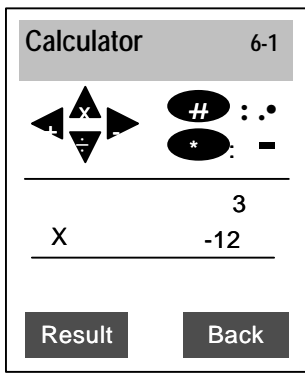 Calculator 6-1
x
+ -
÷
# : .
* : -
3
X -12
Result Back